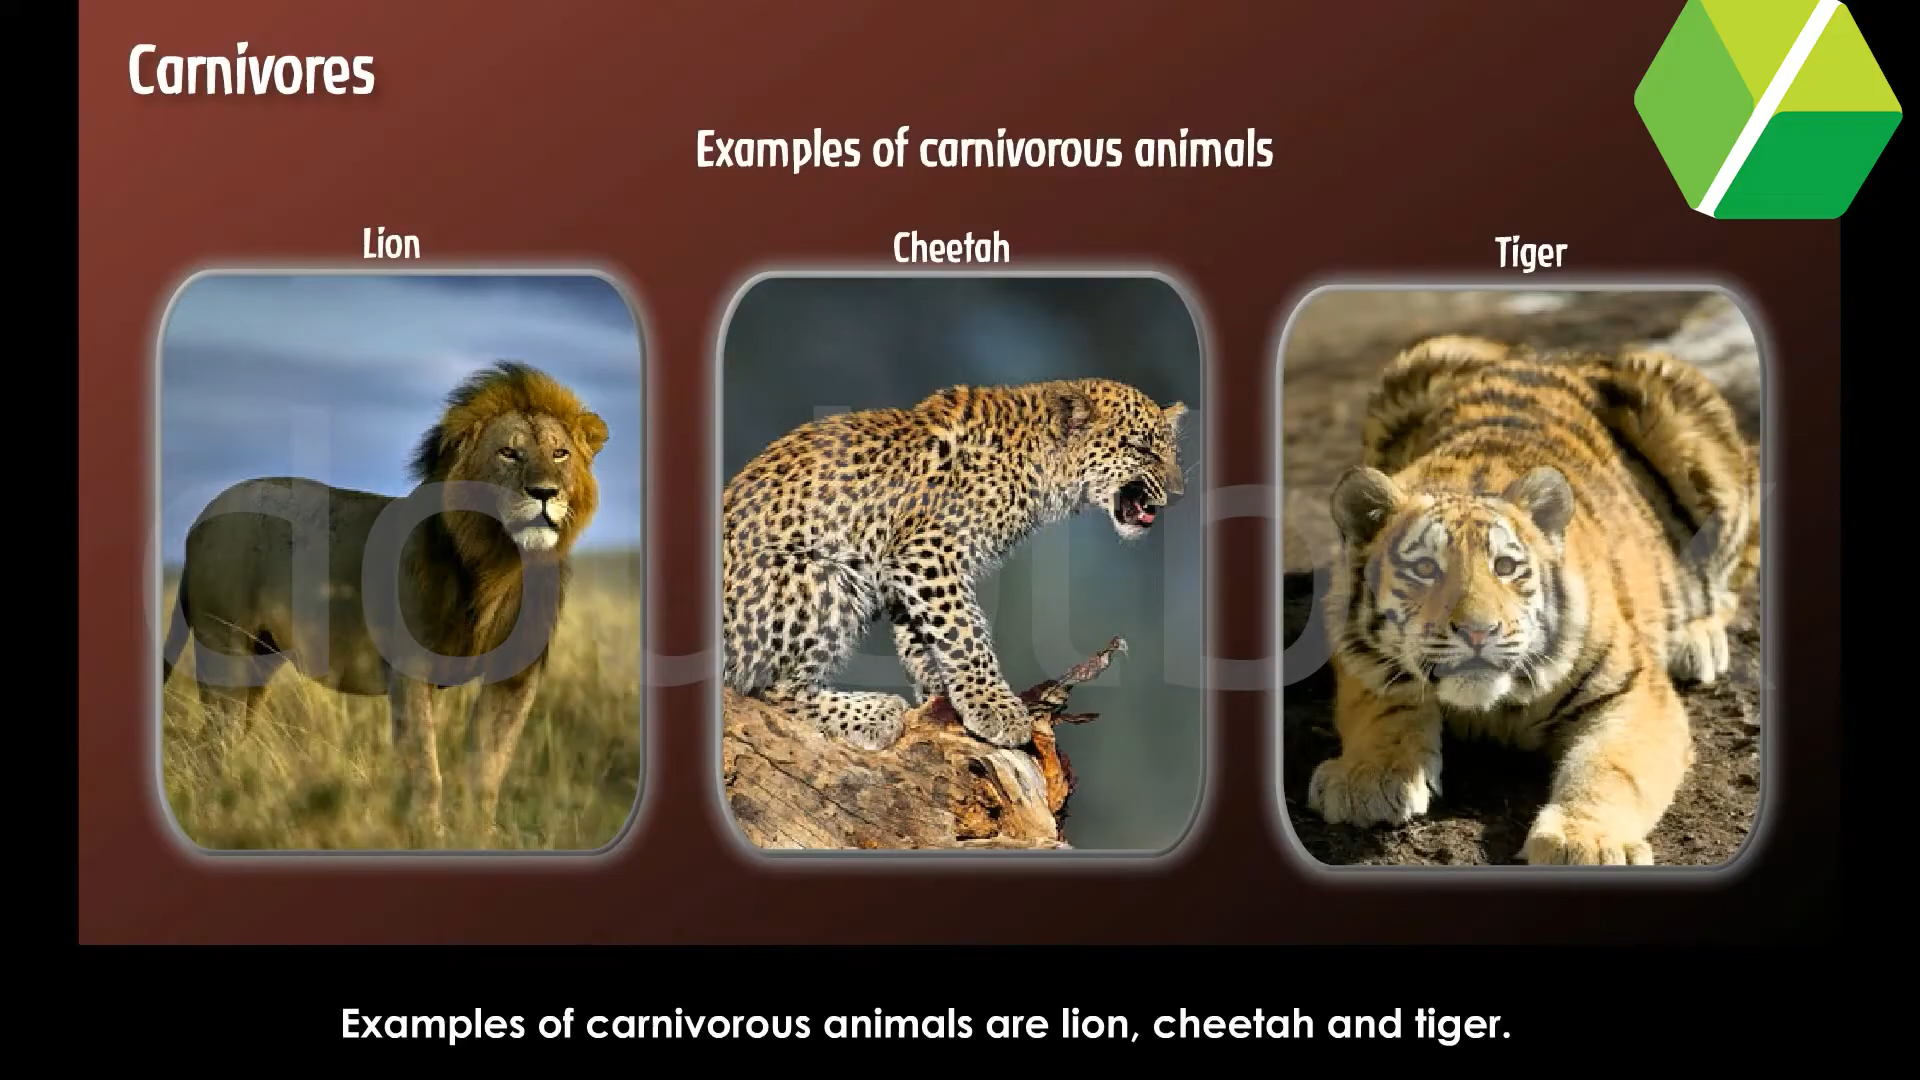 Carnivores
Examples of carnivorous animals
Lion
Cheetah
Tiger
Examples of carnivorous animals are lion, cheetah and tiger.